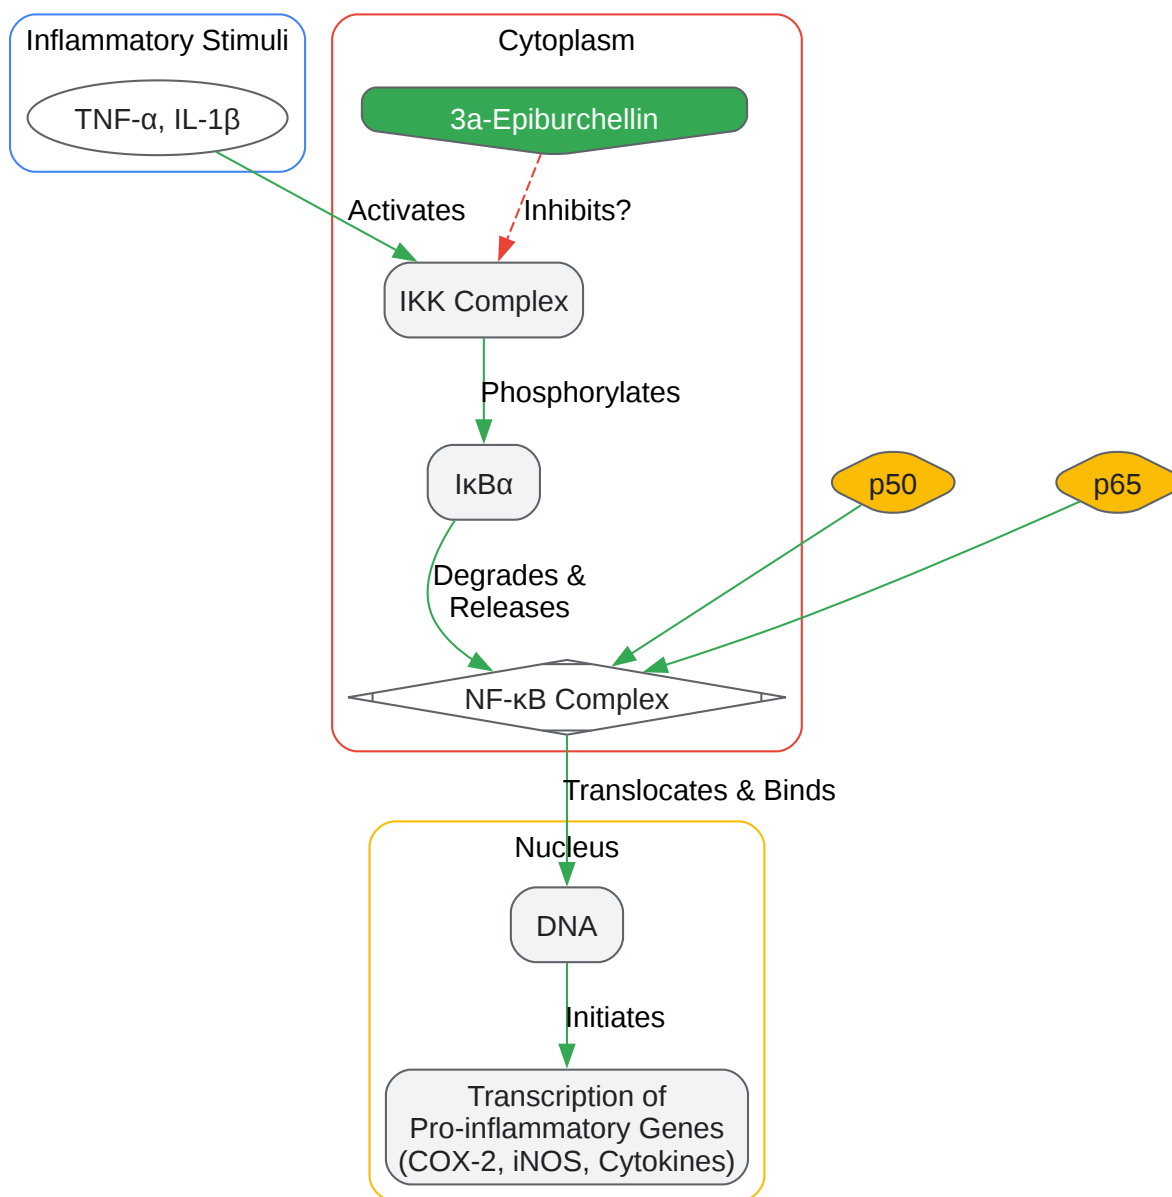 Inflammatory Stimuli
Cytoplasm
TNF-α, IL-1β
3a-Epiburchellin
Activates
Inhibits?
IKK Complex
Phosphorylates
IκBα
p50
p65
Degrades &
Releases
NF-κB Complex
Translocates & Binds
Nucleus
DNA
Initiates
Transcription of
Pro-inflammatory Genes
(COX-2, iNOS, Cytokines)